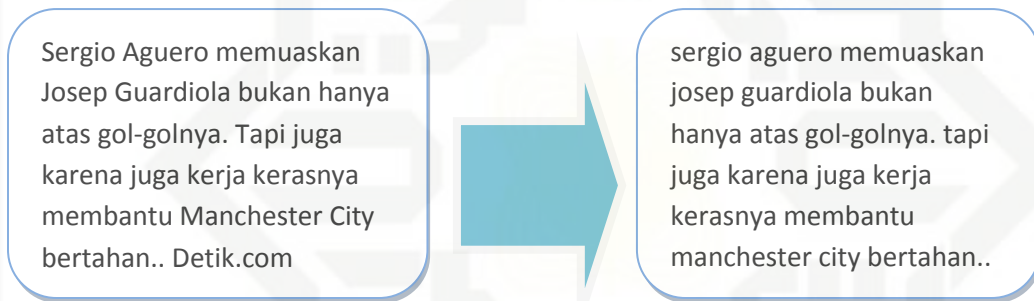 Sergio Aguero memuaskan
Josep Guardiola bukan hanya
atas gol-golnya. Tapi juga
karena juga kerja kerasnya
membantu Manchester City
bertahan.. Detik.com
sergio aguero memuaskan
josep guardiola bukan
hanya atas gol-golnya. tapi
juga karena juga kerja
kerasnya membantu
manchester city bertahan..